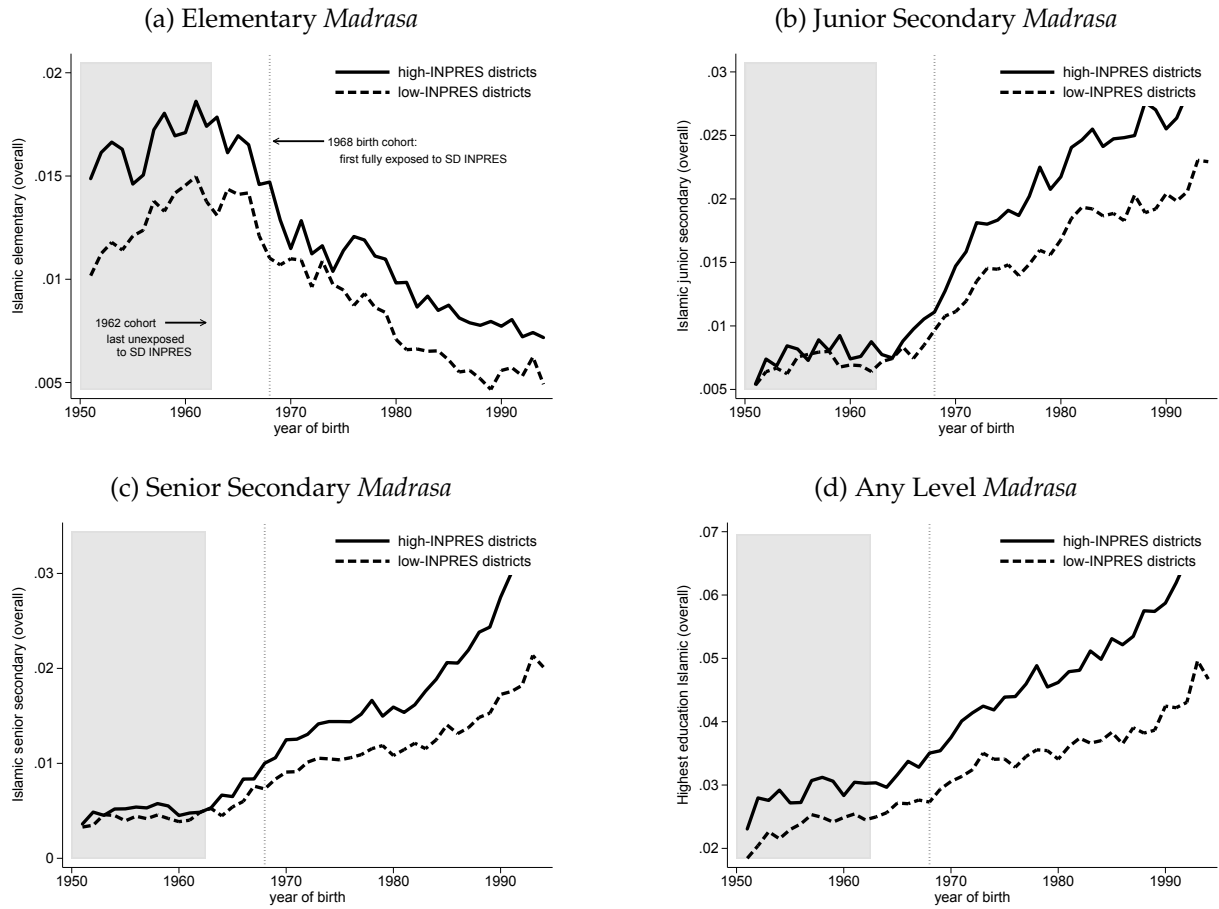 (a) Elementary Madrasa
Islamic elementary (overall)
.02
.015
.01
.005
high-INPRES districts
low-INPRES districts
1968 birth cohort:
first fully exposed to SD INPRES
1962 cohort
last unexposed
to SD INPRES
1950 1960 1970 1980 1990
year of birth
(b) Junior Secondary Madrasa
Islamic junior secondary (overall)
.03
.025
.02
.015
.01
.005
high-INPRES districts
low-INPRES districts
1950 1960 1970 1980 1990
year of birth
(c) Senior Secondary Madrasa
Islamic senior secondary (overall)
.03
.02
.01
0
high-INPRES districts
low-INPRES districts
1950 1960 1970 1980 1990
year of birth
(d) Any Level Madrasa
Highest education Islamic (overall)
.07
.06
.05
.04
.03
.02
high-INPRES districts
low-INPRES districts
1950 1960 1970 1980 1990
year of birth